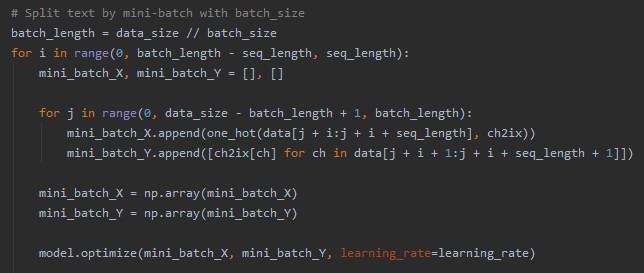 # Split text by mini-batch with batch_size
batch_length = data_size // batch_size
for i in range(0, batch_length - seq_length, seq_length):
    mini_batch_X, mini_batch_Y = [], []

    for j in range(0, data_size - batch_length + 1, batch_length):
        mini_batch_X.append(one_hot(data[j + i:j + i + seq_length], ch2ix))
        mini_batch_Y.append([ch2ix[ch] for ch in data[j + i + 1:j + i + seq_length + 1]])

    mini_batch_X = np.array(mini_batch_X)
    mini_batch_Y = np.array(mini_batch_Y)

    model.optimize(mini_batch_X, mini_batch_Y, learning_rate=learning_rate)